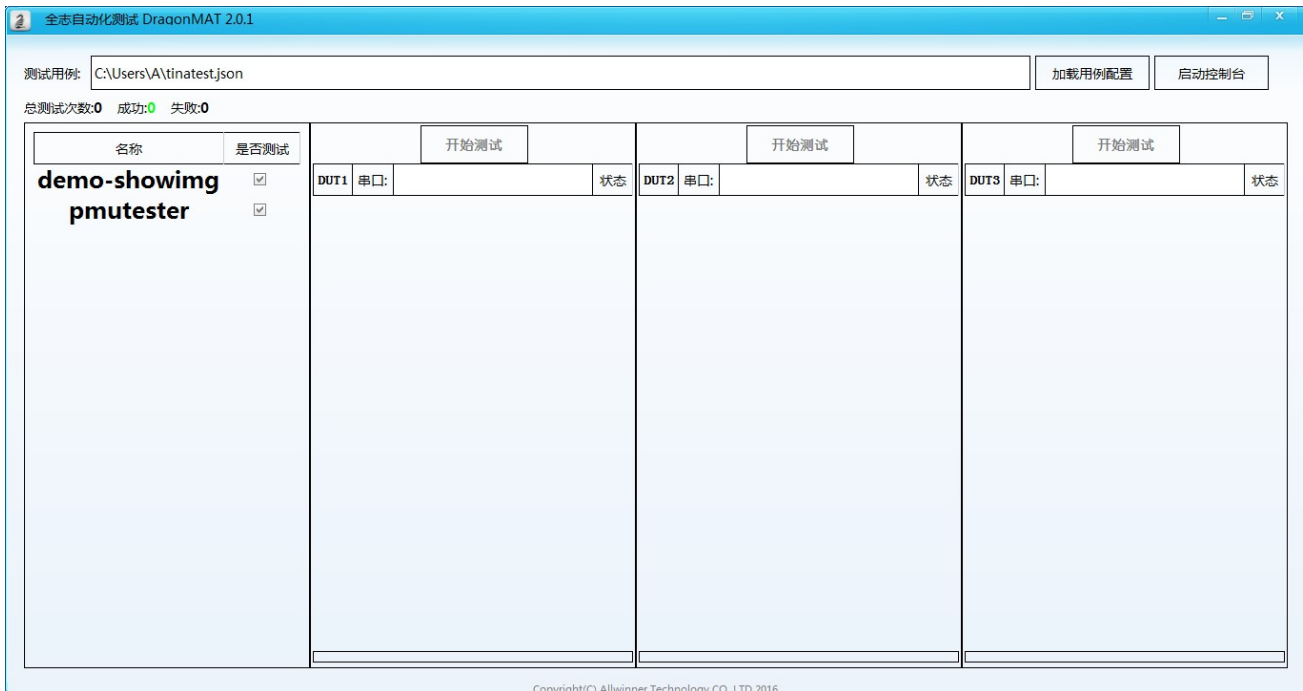 全志自动化测试 DragonMAT 2.0.1
测试用例: C:\Users\A\tinatest.json 加载用例配置 启动控制台
总测试次数:0 成功:0 失败:0
名称 是否测试 开始测试 开始测试 开始测试
demo-showimg DUT1 串口: 状态 DUT2 串口: 状态 DUT3 串口: 状态
pmutester
Copyright(C) Allwinner Technology CO.,LTD 2016